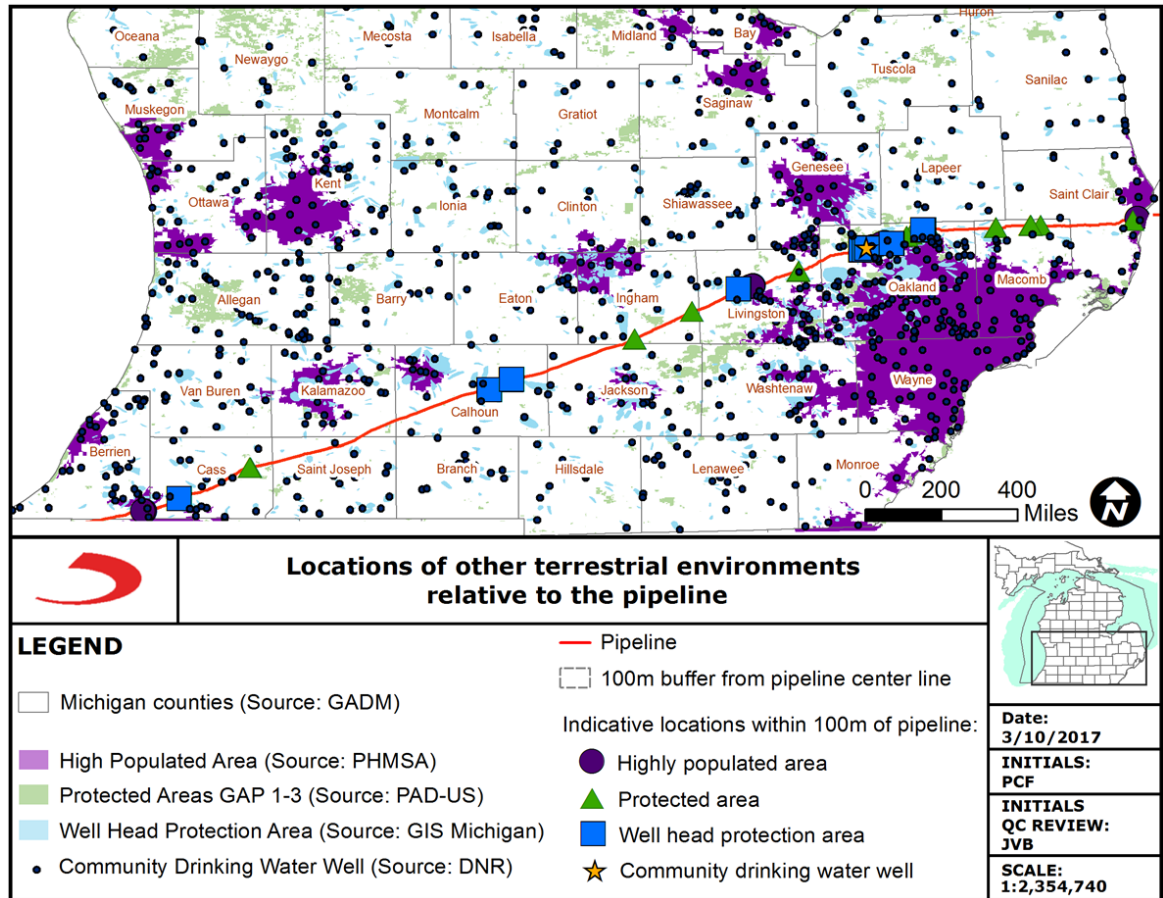 Huron
Oceana
Mecosta
Isabella
Midland
Bay
Newaygo
Tuscola
Sanilac
Muskegon
Montcalm
Gratiot
Saginaw
Kent
Genesee
Lapeer
Saint Clair
Ottawa
Ionia
Clinton
Shiawassee
Allegan
Barry
Eaton
Ingham
Livingston
Oakland
Macomb
Van Buren
Kalamazoo
Calhoun
Jackson
Washtenaw
Wayne
Berrien
Cass
Saint Joseph
Branch
Hillsdale
Lenawee
Monroe
0 200 400
Miles
N
Locations of other terrestrial environments
relative to the pipeline
LEGEND
Michigan counties (Source: GADM)
High Populated Area (Source: PHMSA)
Protected Areas GAP 1-3 (Source: PAD-US)
Well Head Protection Area (Source: GIS Michigan)
Community Drinking Water Well (Source: DNR)
Pipeline
100m buffer from pipeline center line
Indicative locations within 100m of pipeline:
Highly populated area
Protected area
Well head protection area
Community drinking water well
Date:
3/10/2017
INITIALS:
PCF
INITIALS
QC REVIEW:
JVB
SCALE:
1:2,354,740